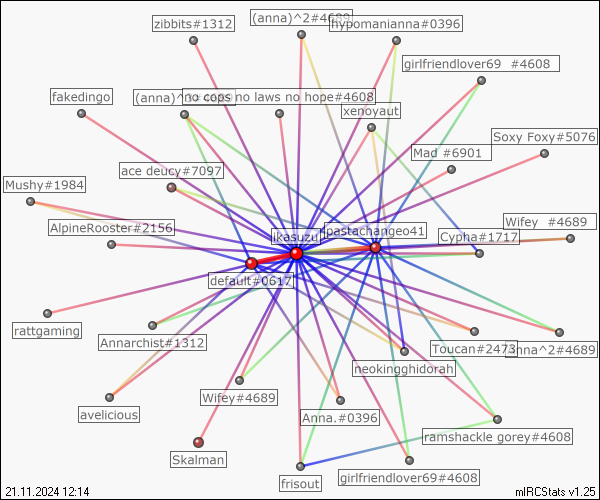 zibbits#1312
(anna)^2#4689
hypomanianna#0396
girlfriendlover69 #4608
fakedingo
(anna)^
no cops no laws no hope#4608
xenoyaut
Soxy Foxy#5076
Mad #6901
ace deucy#7097
Mushy#1984
AlpineRooster#2156
ikasuzu
pastachangeo41
Cypha#1717
Wifey #4689
default#0617
rattgaming
Annarchist#1312
Toucan#2473
nna^2#4689
neokingghidorah
Wifey#4689
avelicious
Anna.#0396
ramshackle gorey#4608
Skalman
frisout
girlfriendlover69#4608
21.11.2024 12:14
mIRCStats v1.25